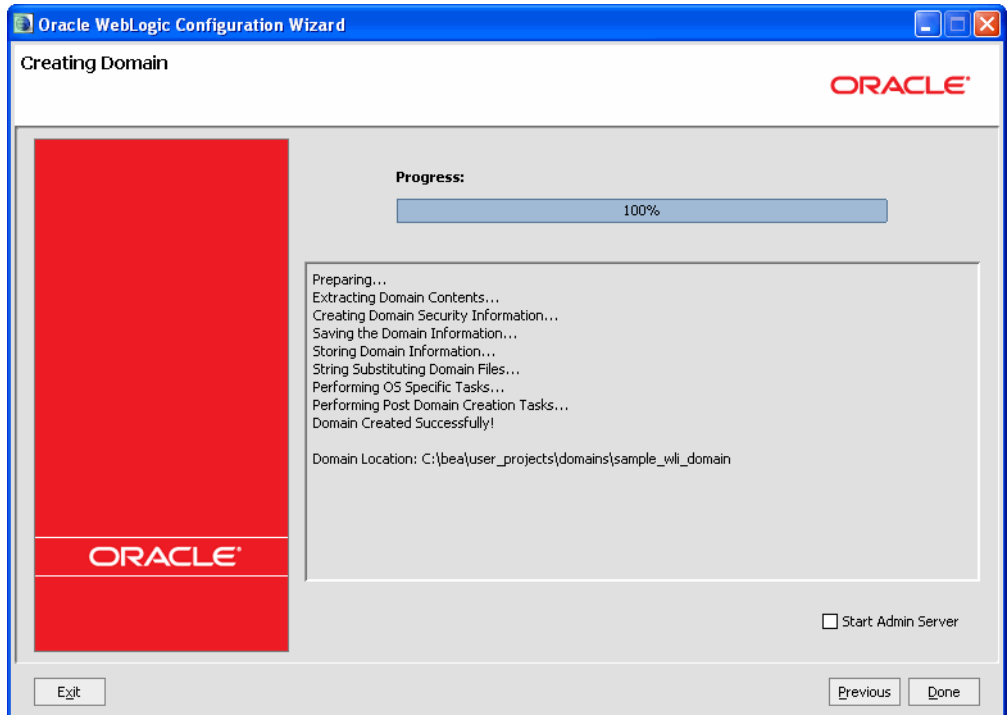 Oracle WebLogic Configuration Wizard
Creating Domain
ORACLE
Progress:
100%
Preparing...
Extracting Domain Contents...
Creating Domain Security Information...
Saving the Domain Information...
Storing Domain Information...
String Substituting Domain Files...
Performing OS Specific Tasks...
Performing Post Domain Creation Tasks...
Domain Created Successfully!
Domain Location: C:\bea\user_projects\domains\sample_wli_domain
ORACLE
Start Admin Server
Exit
Previous
Done